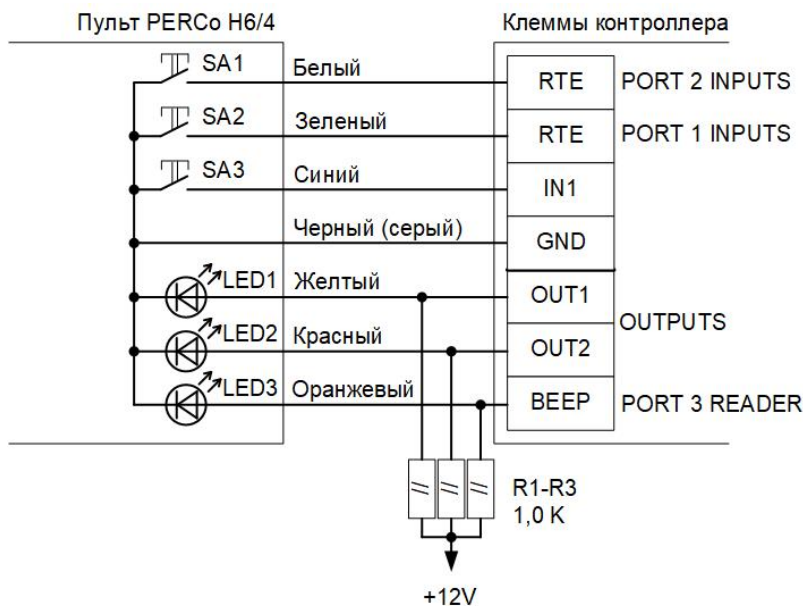 Пульт PERCo H6/4
Клеммы контроллера
SA1
Белый
RTE
PORT 2 INPUTS
SA2
Зеленый
RTE
PORT 1 INPUTS
SA3
Синий
IN1
Черный (серый)
GND
LED1
Желтый
OUT1
OUTPUTS
LED2
Красный
OUT2
LED3
Оранжевый
BEEP
PORT 3 READER
R1-R3
1,0 K
+12V